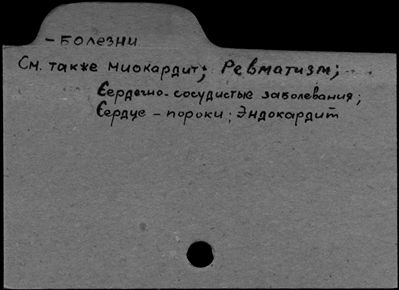 - Болезни
См. также Миокардит; Ревматизм;
Сердечно-сосудистые заболевания;
Сердце - пороки; Эндокардит